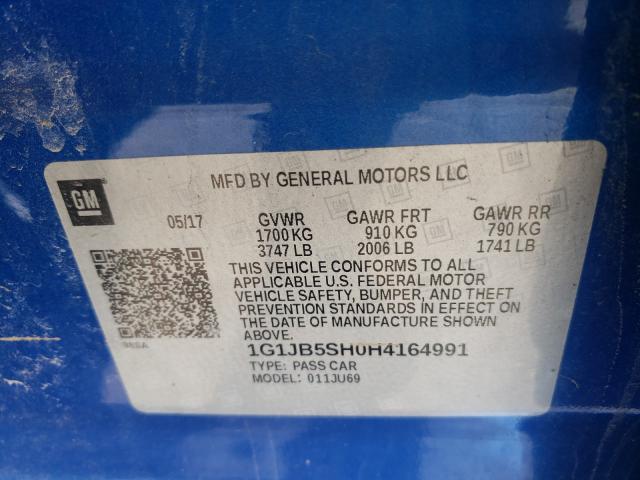 GM
MFD BY GENERAL MOTORS LLC
05/17 GVWR GAWR FRT GAWR RR
1700 KG 910 KG 790 KG
3747 LB 2006 LB 1741 LB
THIS VEHICLE CONFORMS TO ALL
APPLICABLE U.S. FEDERAL MOTOR
VEHICLE SAFETY, BUMPER, AND THEFT
PREVENTION STANDARDS IN EFFECT ON
THE DATE OF MANUFACTURE SHOWN
ABOVE.
1G1JB5SH0H4164991
TYPE: PASS CAR
MODEL: 011JU69